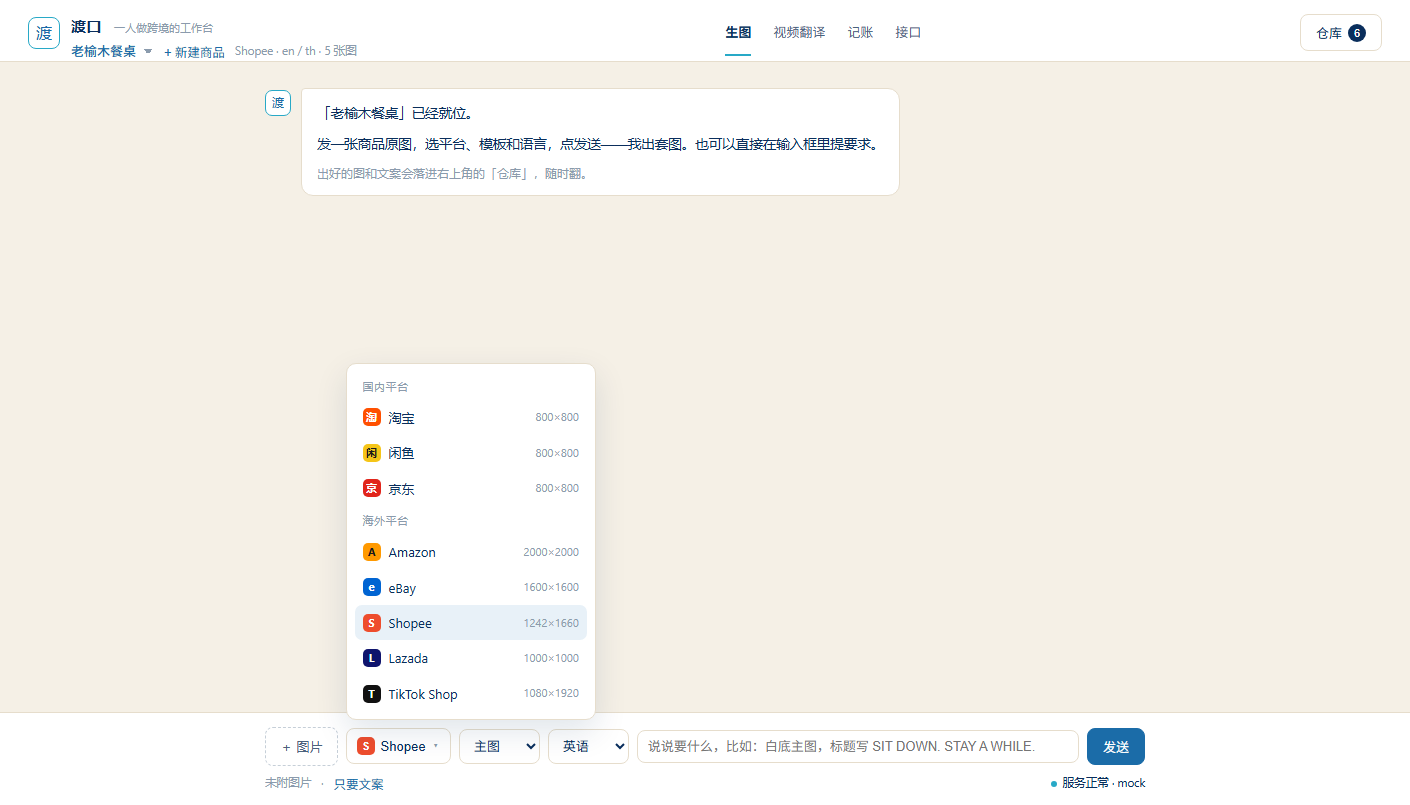 渡 渡口 一人做跨境的工作台
老榆木餐桌 + 新建商品 Shopee · en / th · 5 张图
生图 视频翻译 记账 接口
仓库 6
渡
「老榆木餐桌」已经就位。
发一张商品原图，选平台、模板和语言，点发送——我出套图。也可以直接在输入框里提要求。
出好的图和文案会落进右上角的「仓库」，随时翻。
国内平台
淘 淘宝 800×800
闲 闲鱼 800×800
京 京东 800×800
海外平台
A Amazon 2000×2000
e eBay 1600×1600
S Shopee 1242×1660
L Lazada 1000×1000
T TikTok Shop 1080×1920
+ 图片 S Shopee 主图 英语 说说要什么，比如：白底主图，标题写 SIT DOWN. STAY A WHILE. 发送
未附图片 · 只要文案 服务正常 · mock